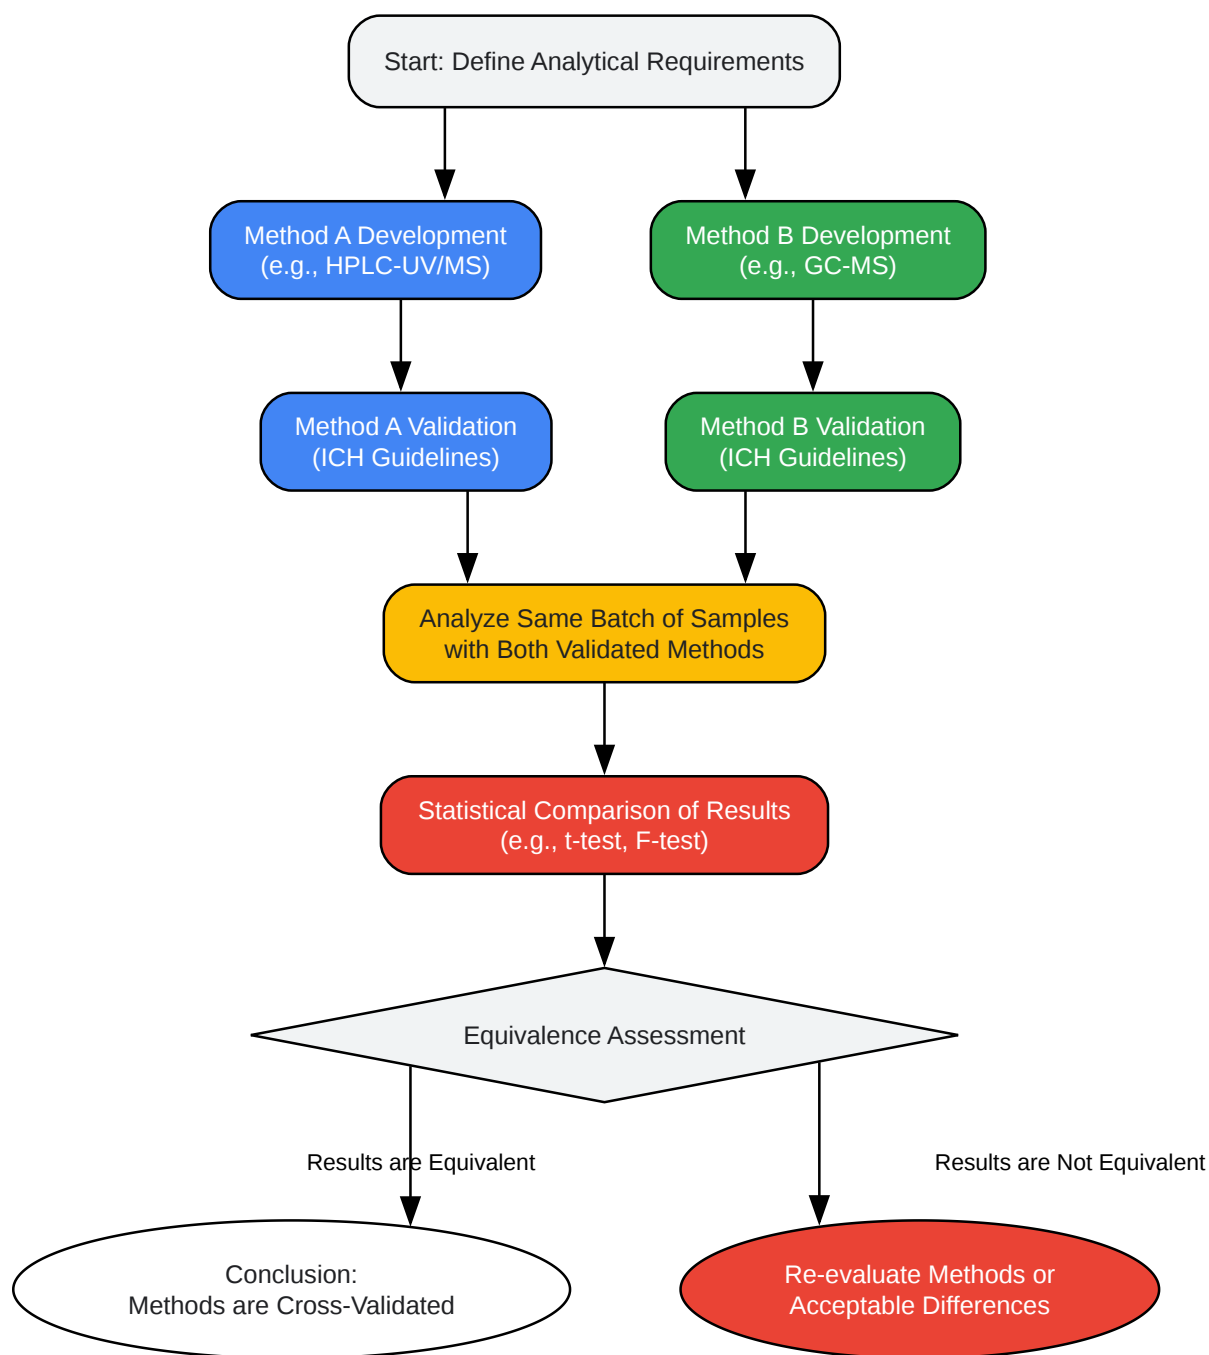 Start: Define Analytical Requirements
Method A Development
(e.g., HPLC-UV/MS)
Method B Development
(e.g., GC-MS)
Method A Validation
(ICH Guidelines)
Method B Validation
(ICH Guidelines)
Analyze Same Batch of Samples
with Both Validated Methods
Statistical Comparison of Results
(e.g., t-test, F-test)
Equivalence Assessment
Results are Equivalent
Results are Not Equivalent
Conclusion:
Methods are Cross-Validated
Re-evaluate Methods or
Acceptable Differences